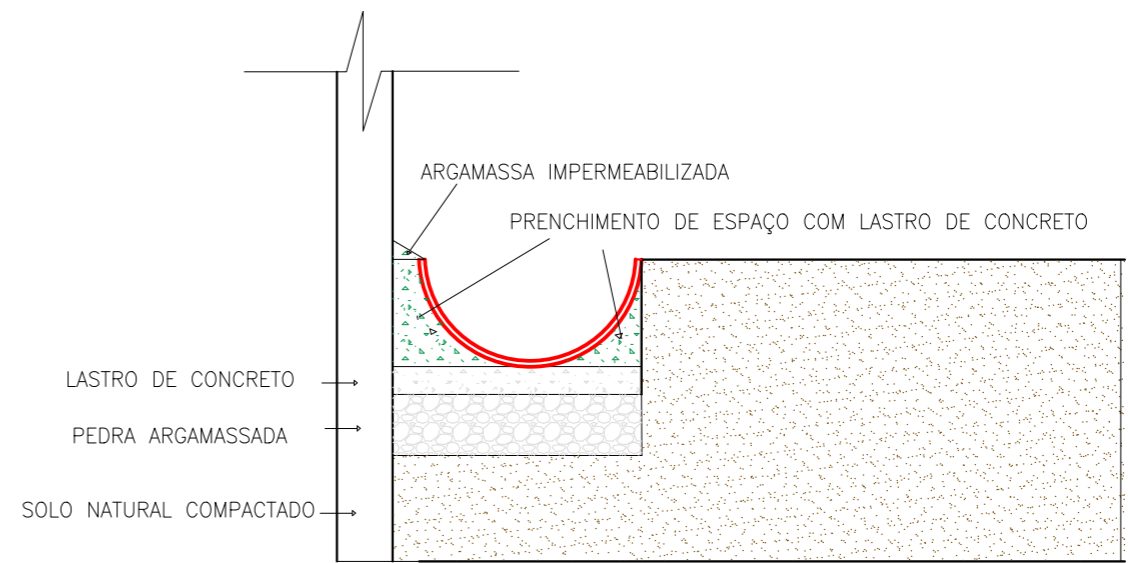 ARGAMASSA IMPERMEABILIZADA
PRENCHIMENTO DE ESPAÇO COM LASTRO DE CONCRETO
LASTRO DE CONCRETO
PEDRA ARGAMASSADA
SOLO NATURAL COMPACTADO